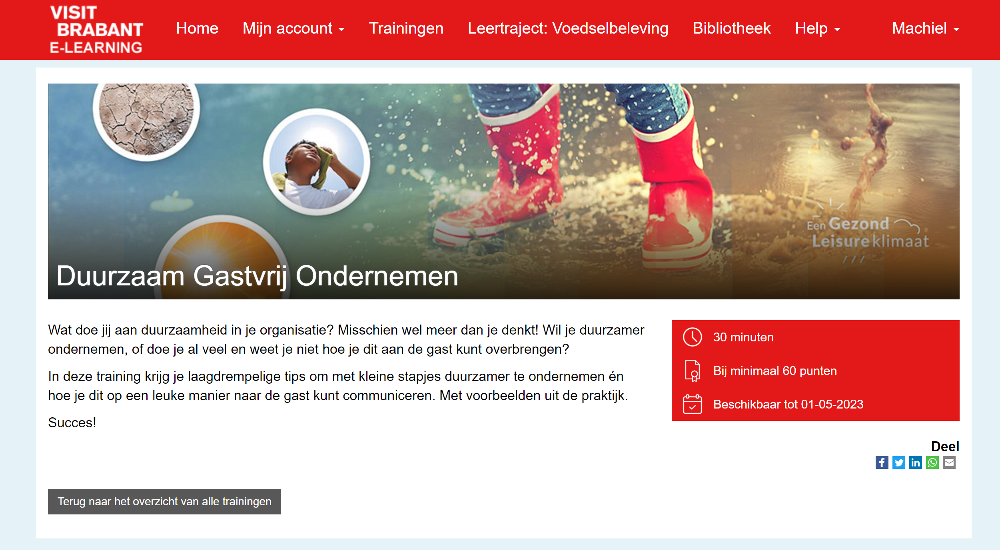 VISIT
BRABANT
E-LEARNING
Home
Mijn account
Trainingen
Leertraject: Voedselbeleving
Bibliotheek
Help
Machiel
Een Gezond
Leisureklimaat
Duurzaam Gastvrij Ondernemen
Wat doe jij aan duurzaamheid in je organisatie? Misschien wel meer dan je denkt! Wil je duurzamer
ondernemen, of doe je al veel en weet je niet hoe je dit aan de gast kunt overbrengen?
In deze training krijg je laagdrempelige tips om met kleine stapjes duurzamer te ondernemen én
hoe je dit op een leuke manier naar de gast kunt communiceren. Met voorbeelden uit de praktijk.
Succes!
30 minuten
Bij minimaal 60 punten
Beschikbaar tot 01-05-2023
Deel
Terug naar het overzicht van alle trainingen